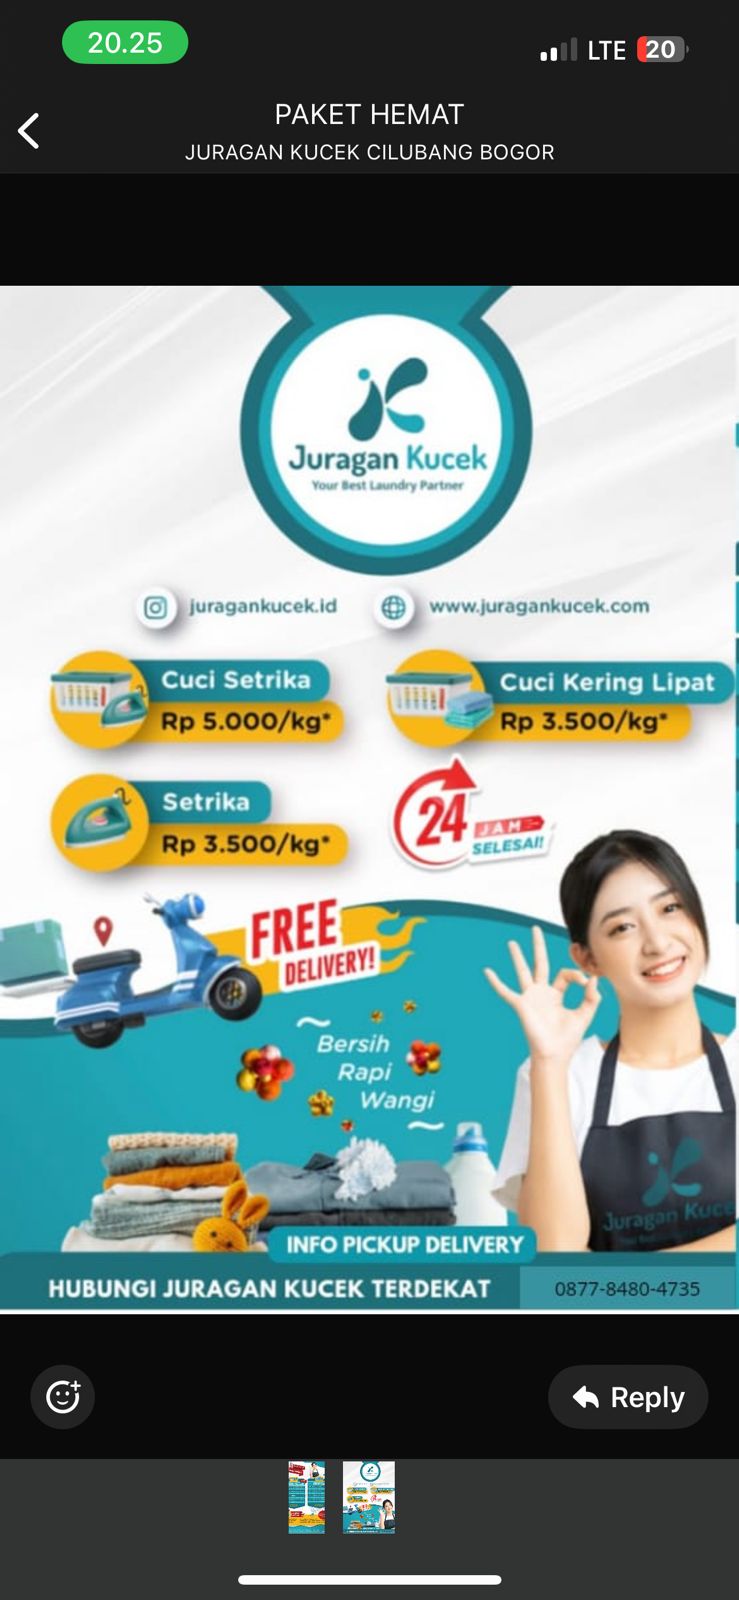 20.25
LTE 20
PAKET HEMAT
JURAGAN KUCEK CILUBANG BOGOR
Juragan Kucek
Your Best Laundry Partner
juragankucek.id
www.juragankucek.com
Cuci Setrika
Rp 5.000/kg*
Cuci Kering Lipat
Rp 3.500/kg*
Setrika
Rp 3.500/kg*
24
JAM
SELESAI!
FREE
DELIVERY!
Bersih
Rapi
Wangi
Juragan Kuce
INFO PICKUP DELIVERY
HUBUNGI JURAGAN KUCEK TERDEKAT
0877-8480-4735
Reply